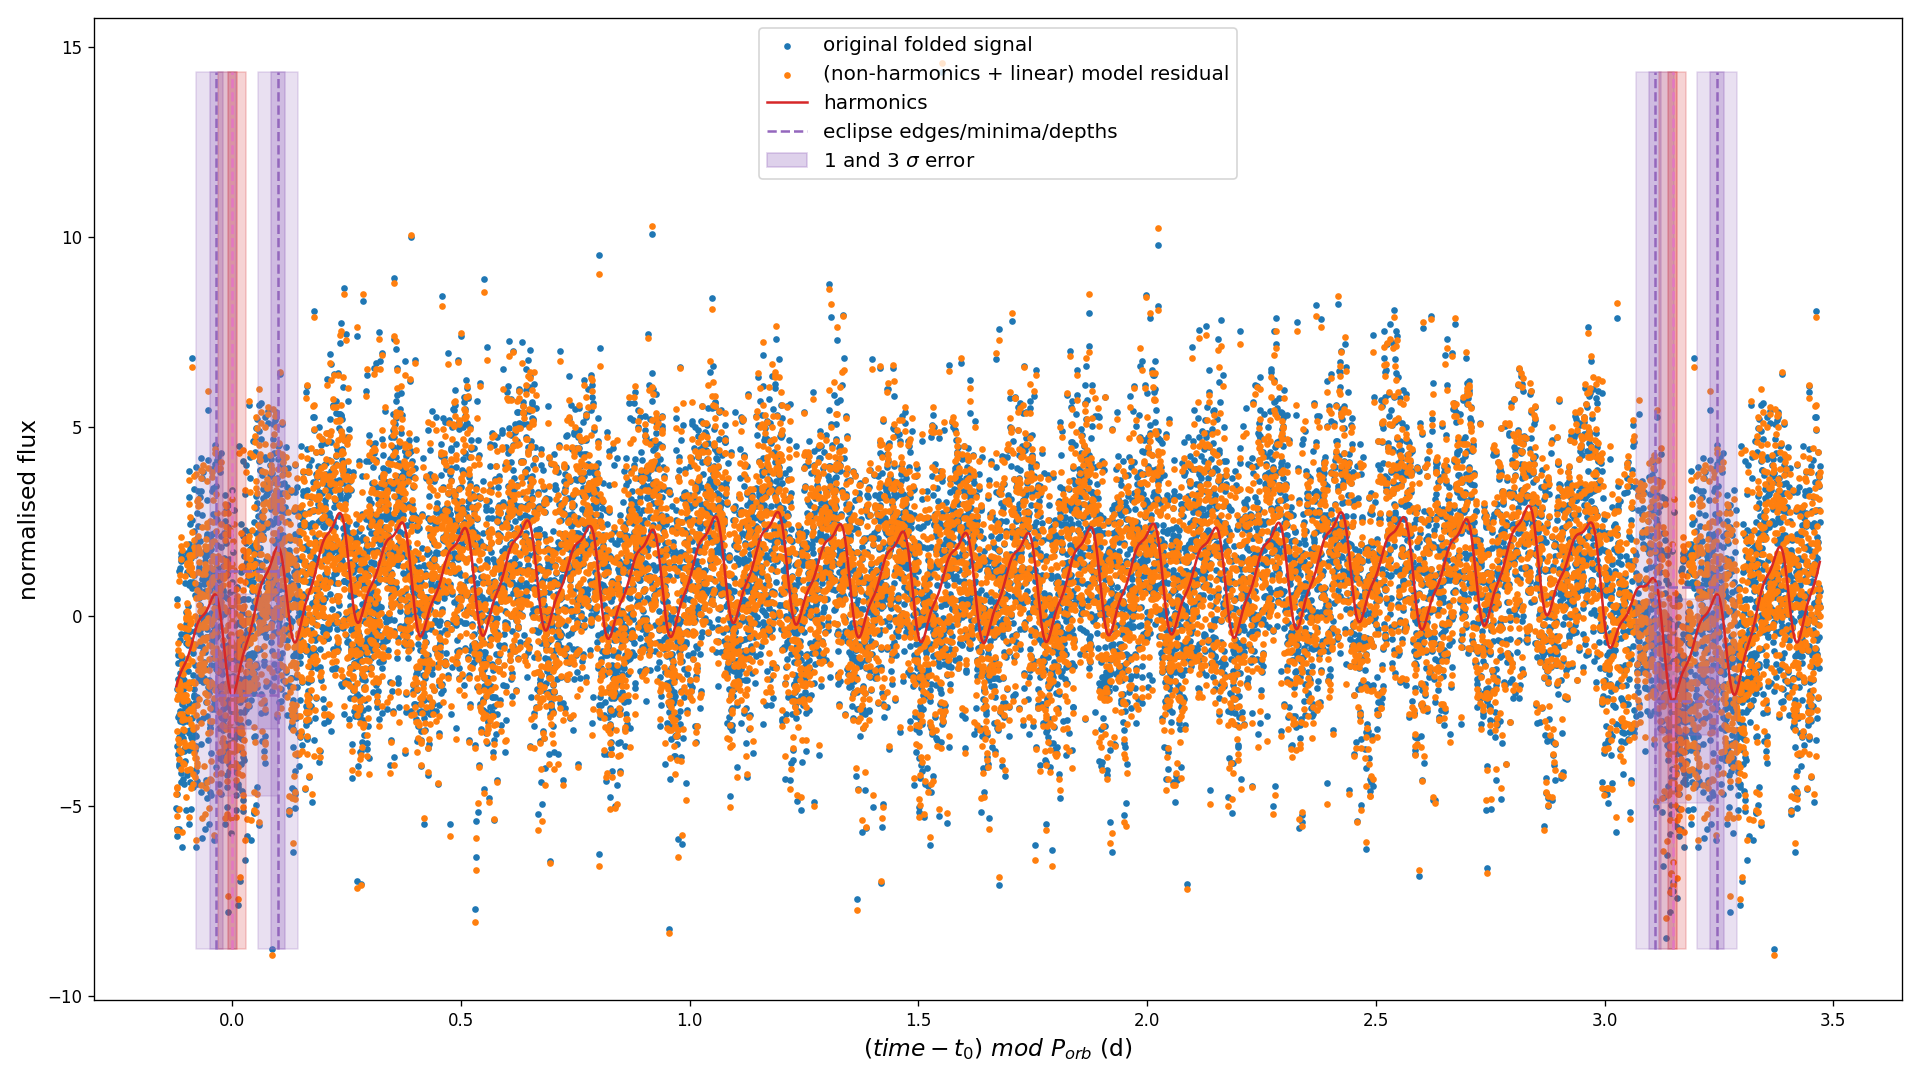 original folded signal
(non-harmonics + linear) model residual
harmonics
eclipse edges/minima/depths
1 and 3 σ error
normalised flux
15
10
5
0
−5
−10
0.0 0.5 1.0 1.5 2.0 2.5 3.0 3.5
(time − t₀) mod Pₒᵣb (d)